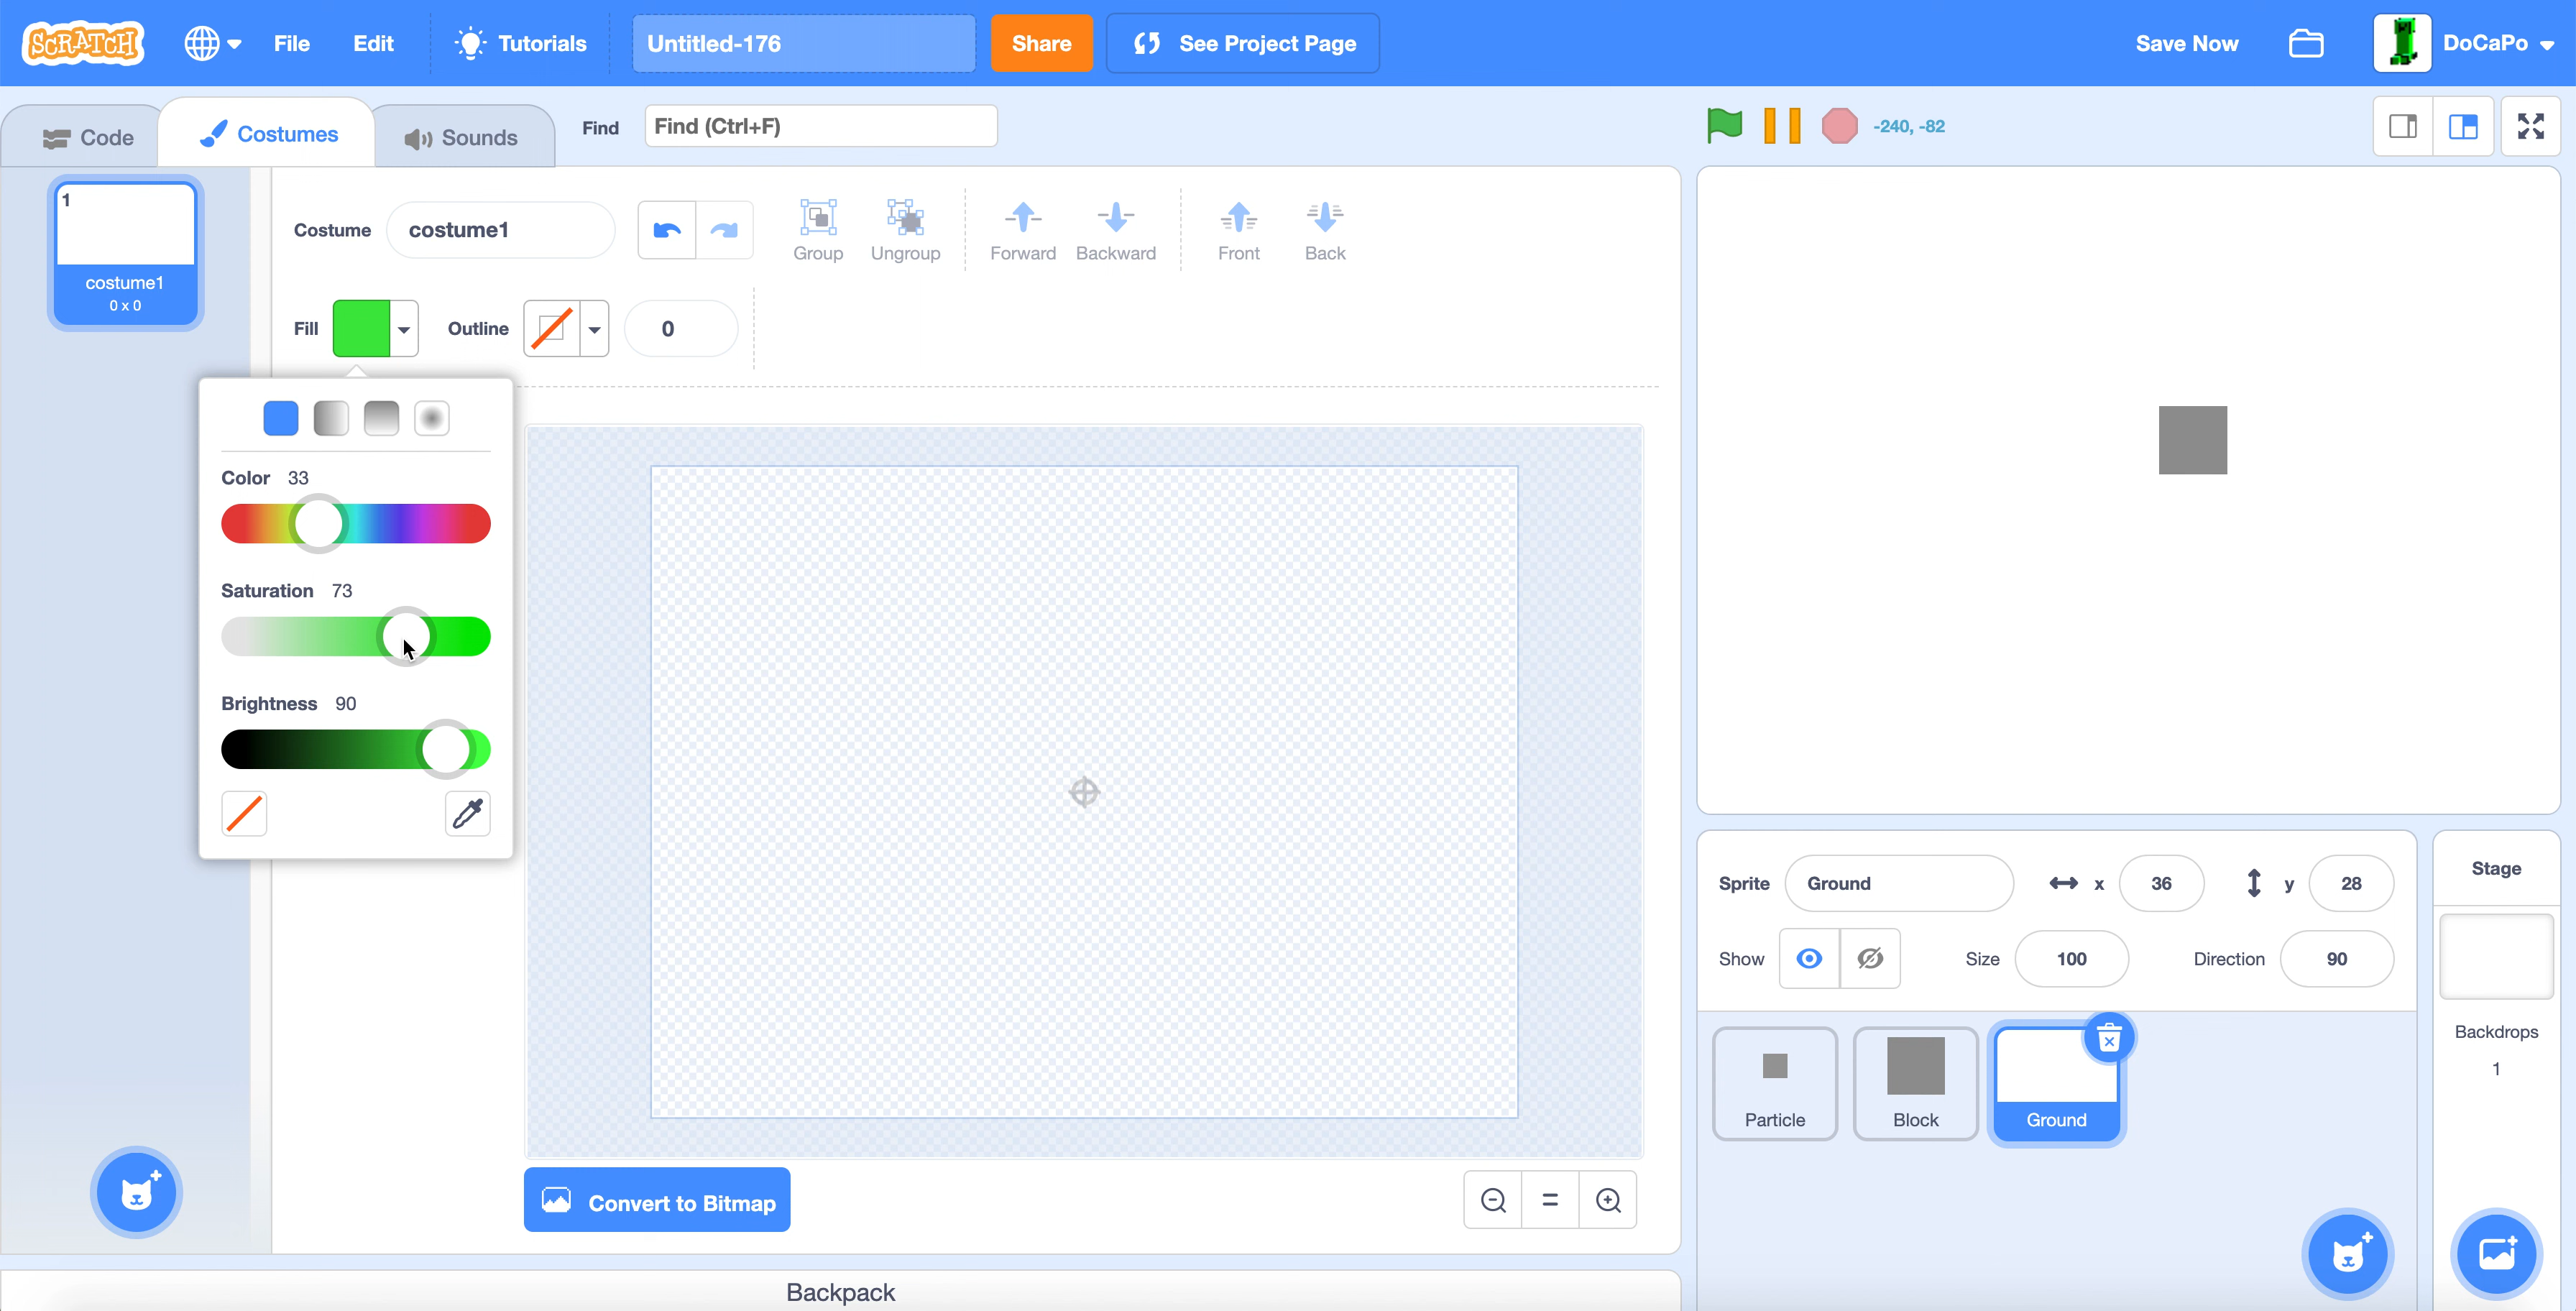 SCRATCH File Edit Tutorials Untitled-176 Share See Project Page Save Now DoCaPo
Code Costumes Sounds Find Find (Ctrl+F) -240, -82
1
costume1
0 x 0
Costume costume1 Group Ungroup Forward Backward Front Back
Fill Outline 0
Color 33
Saturation 73
Brightness 90
Convert to Bitmap
Backpack
Sprite Ground x 36 y 28
Show Size 100 Direction 90
Particle Block Ground
Stage
Backdrops
1